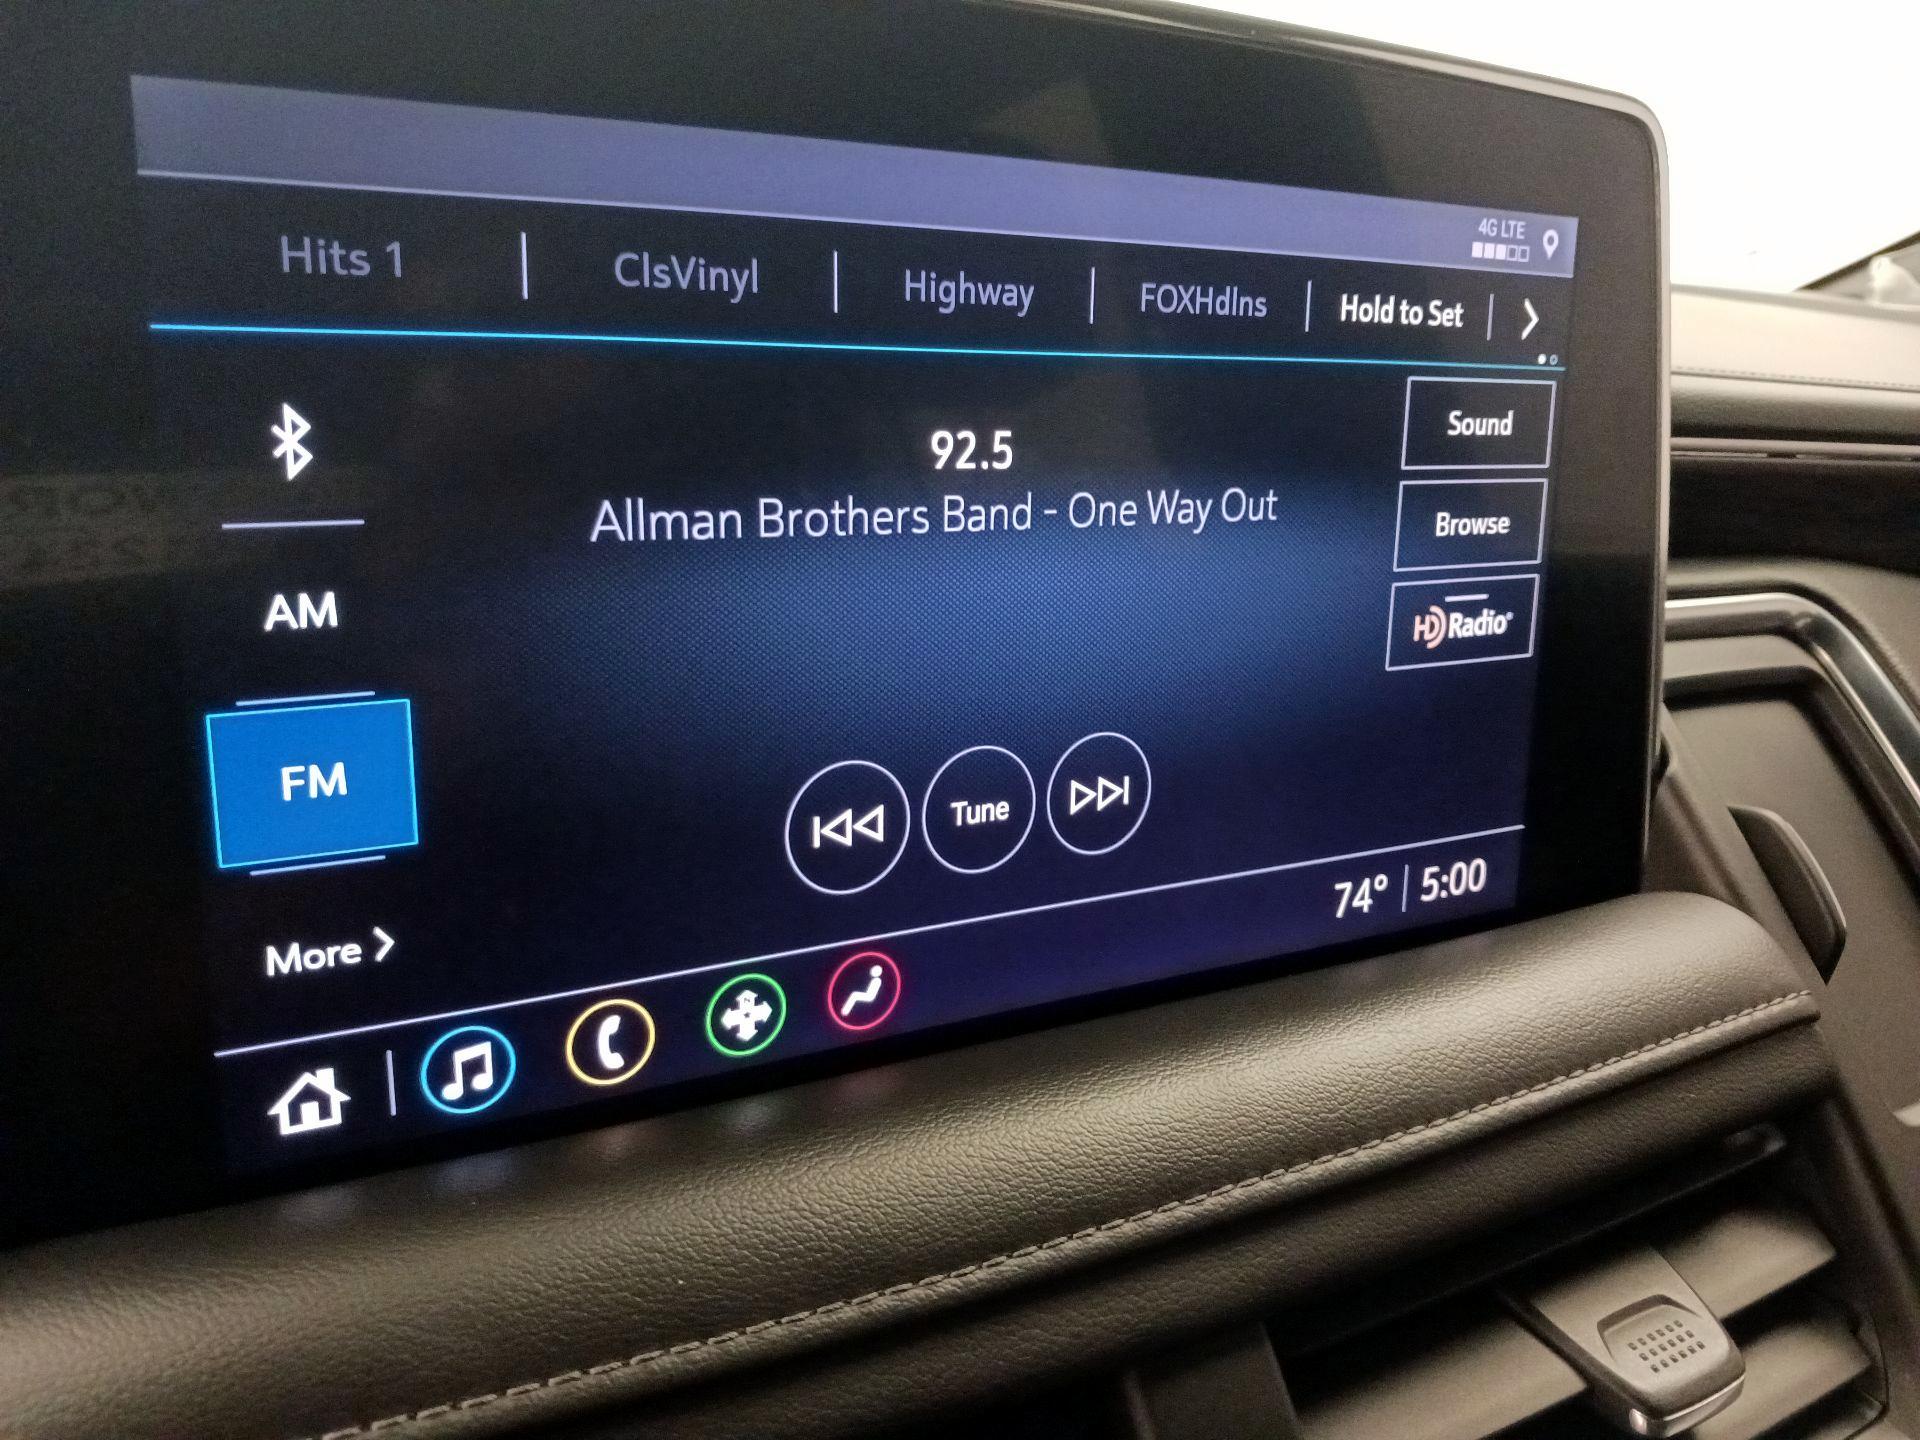 4G LTE
Hits 1 ClsVinyl Highway FOXHdlns Hold to Set
92.5
Allman Brothers Band - One Way Out
Sound
Browse
HD Radio®
AM
FM
More
Tune
74° 5:00
N